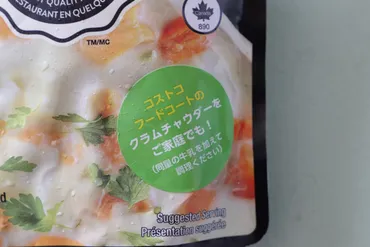 RESTAURANT EN QUELQUE
TM/MC
890
コストコ
フードコートの
クラムチャウダーを
ご家庭でも!
(同量の牛乳を加えて
調理ください)
Suggested serving
Présentation suggérée